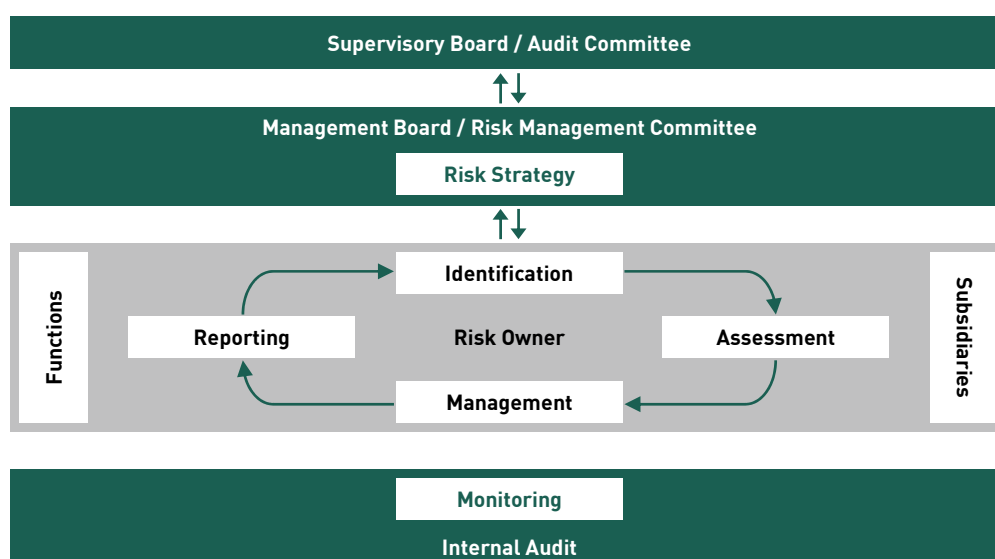 Supervisory Board / Audit Committee
Management Board / Risk Management Committee
Risk Strategy
Functions
Identification
Reporting
Risk Owner
Assessment
Management
Subsidiaries
Monitoring
Internal Audit